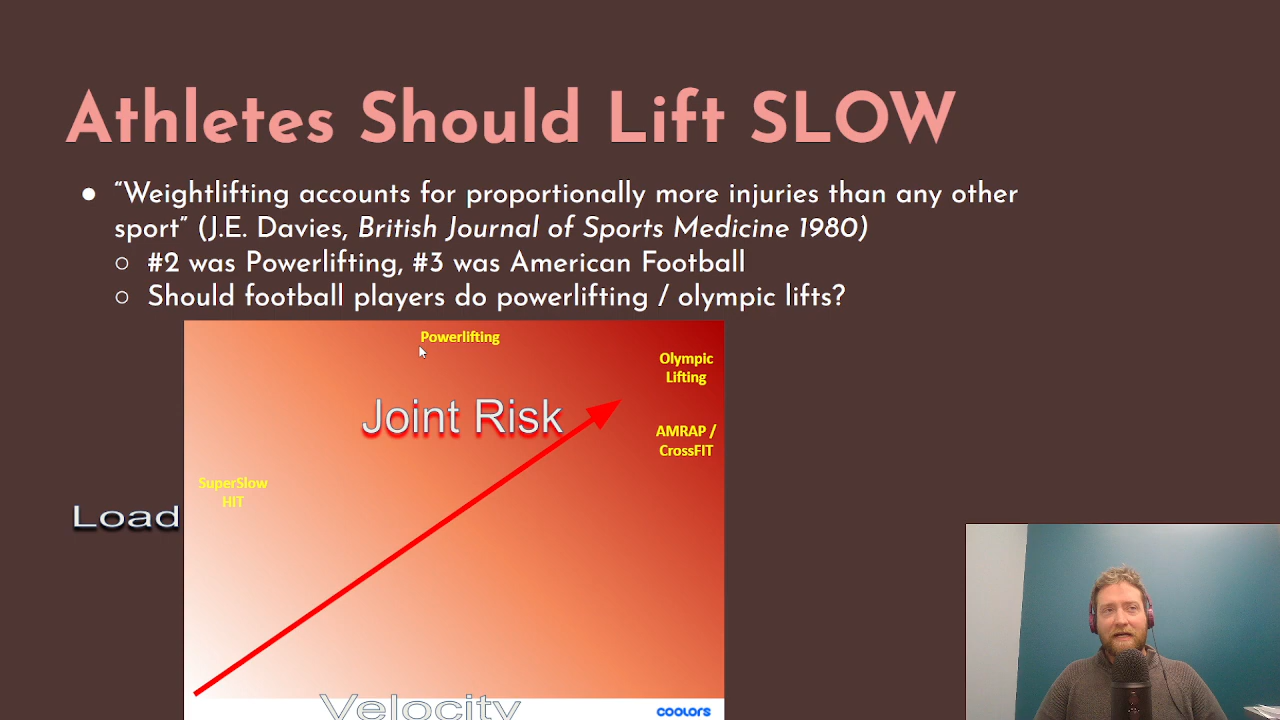 Athletes Should Lift SLOW
● “Weightlifting accounts for proportionally more injuries than any other
sport” (J.E. Davies, British Journal of Sports Medicine 1980)
○ #2 was Powerlifting, #3 was American Football
○ Should football players do powerlifting / olympic lifts?
Powerlifting
Olympic
Lifting
Joint Risk
AMRAP /
CrossFIT
SuperSlow
HIT
Load
Velocity
coolors